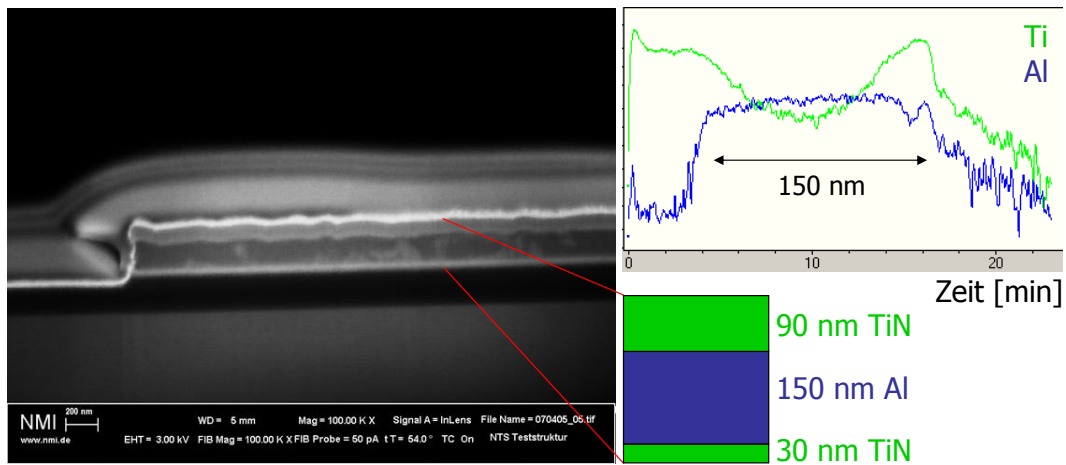 Ti
Al
150 nm
0 10 20
Zeit [min]
90 nm TiN
150 nm Al
30 nm TiN
NMI 200 nm
www.nmi.de
WD = 5 mm Mag = 100.00 K X Signal A = InLens File Name = 070405_05.tif
EHT = 3.00 kV FIB Mag = 100.00 K X FIB Probe = 50 pA t T = 54.0 ° TC On NTS Teststruktur